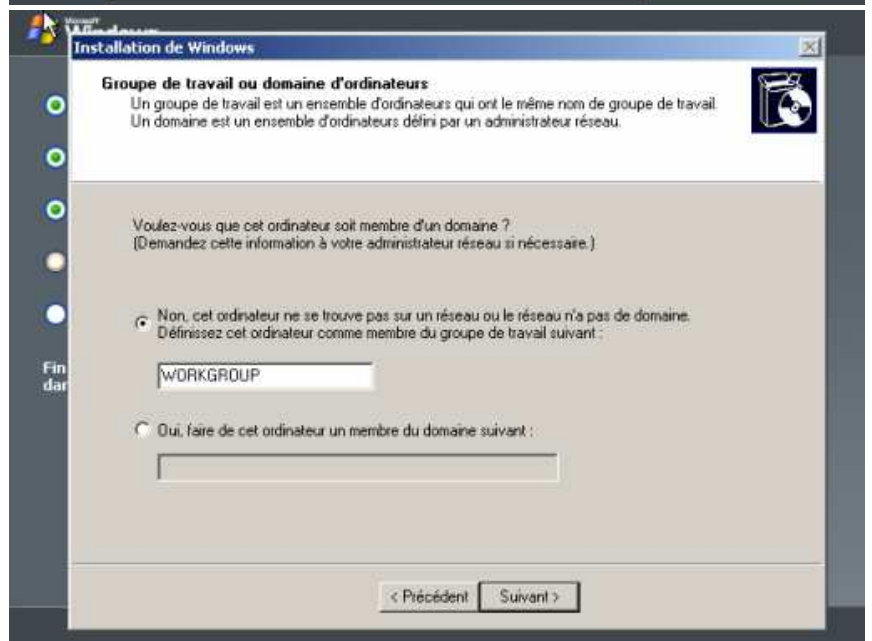 Microsoft
Windows
Installation de Windows
Groupe de travail ou domaine d'ordinateurs
Un groupe de travail est un ensemble d'ordinateurs qui ont le même nom de groupe de travail.
Un domaine est un ensemble d'ordinateurs défini par un administrateur réseau.
Voulez-vous que cet ordinateur soit membre d'un domaine ?
(Demandez cette information à votre administrateur réseau si nécessaire.)
Non, cet ordinateur ne se trouve pas sur un réseau ou le réseau n'a pas de domaine.
Définissez cet ordinateur comme membre du groupe de travail suivant :
Fin
dan
WORKGROUP
Oui, faire de cet ordinateur un membre du domaine suivant :
< Précédent
Suivant >